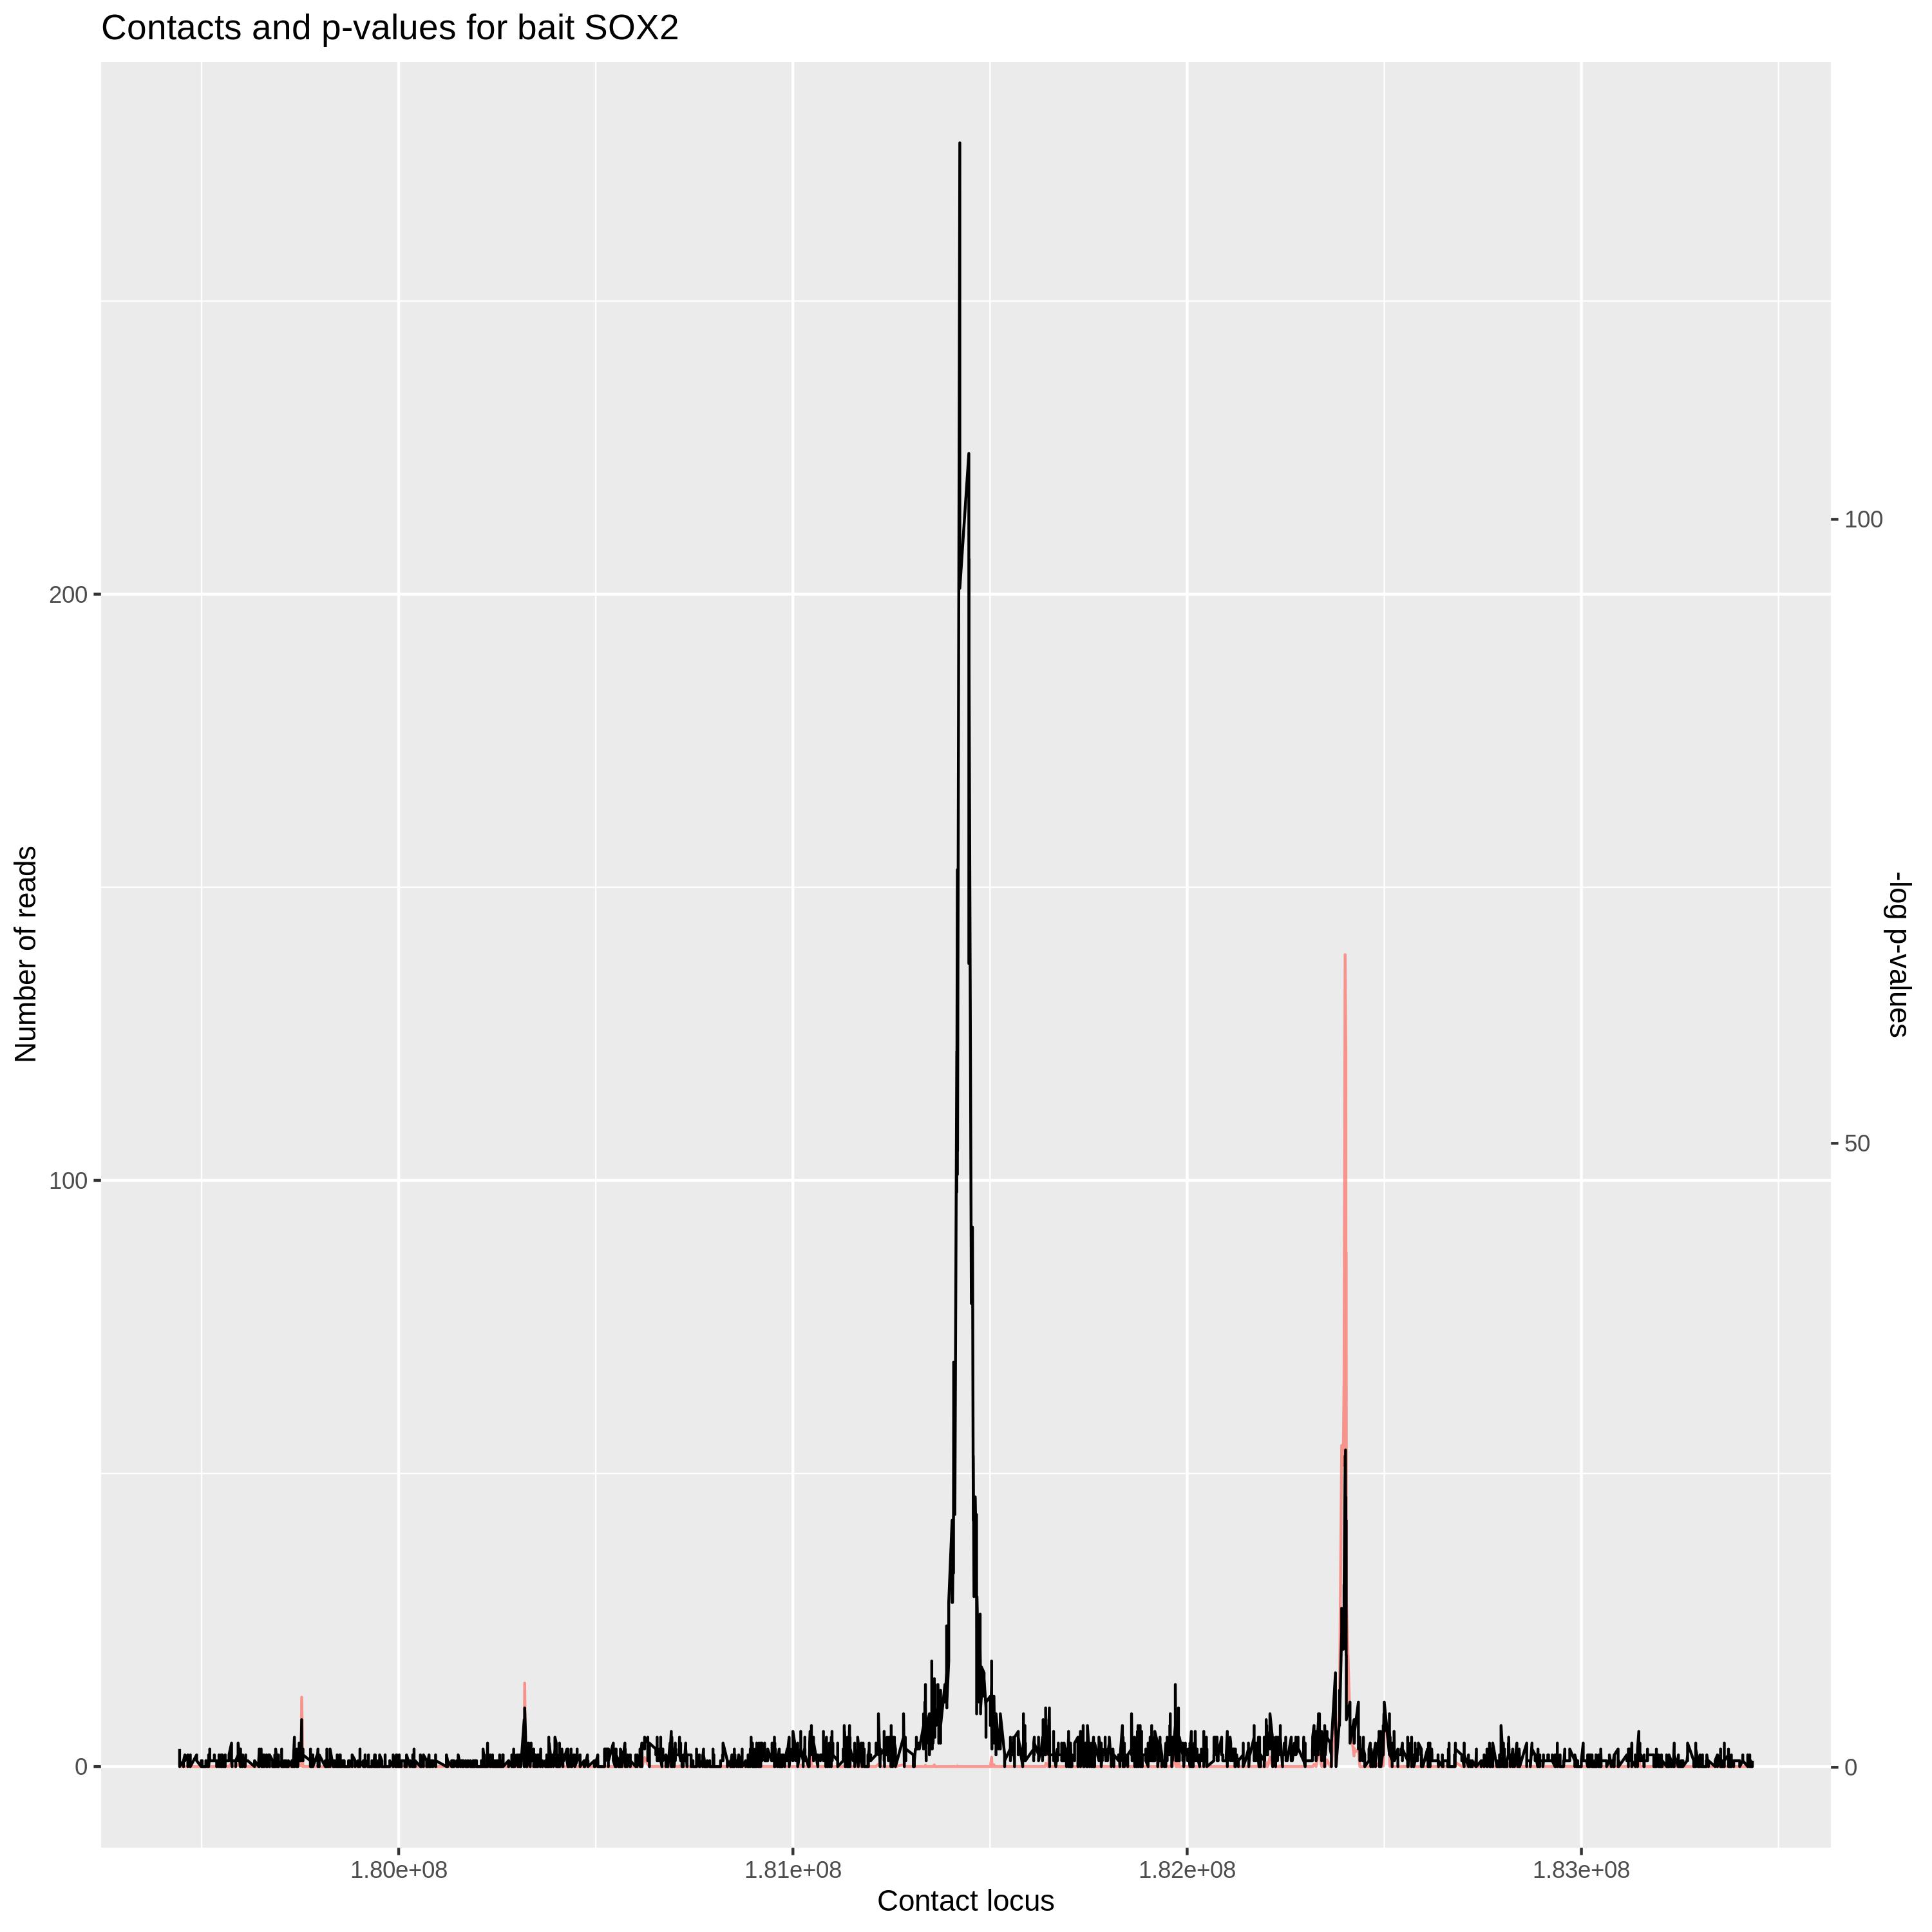 Contacts and p-values for bait SOX2
Number of reads
200
100
0
-log p-values
100
50
0
1.80e+08 1.81e+08 1.82e+08 1.83e+08
Contact locus